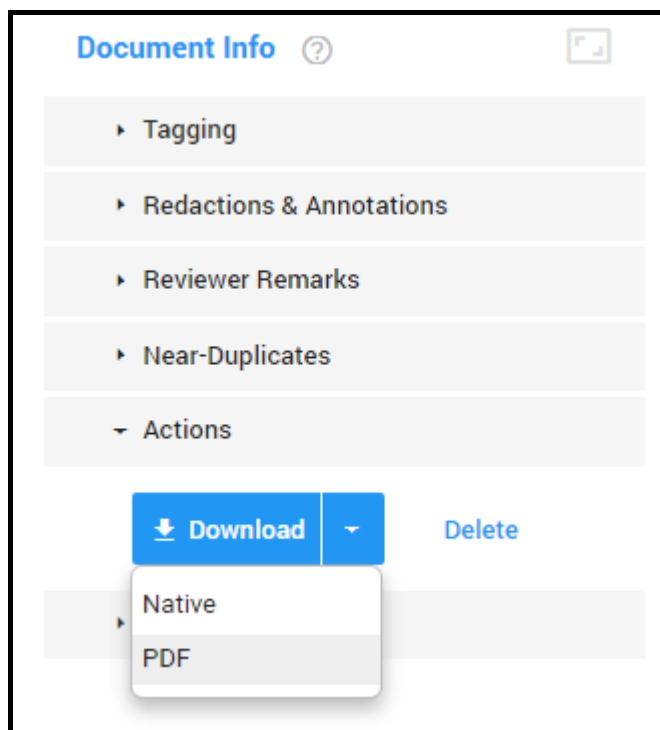 Document Info
Tagging
Redactions & Annotations
Reviewer Remarks
Near-Duplicates
Actions
Download Delete
Native
PDF